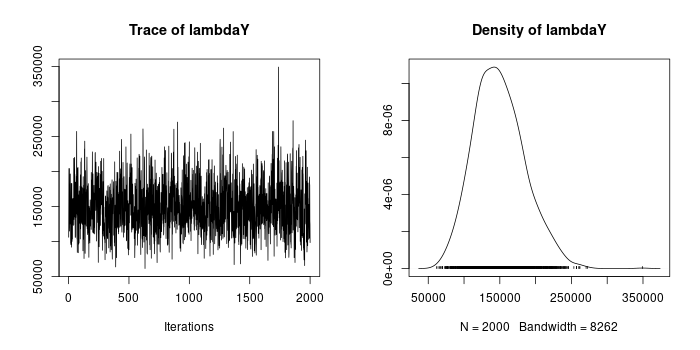 Trace of lambdaY
50000 150000 250000 350000
0 500 1000 1500 2000
Iterations
Density of lambdaY
0e+00 4e-06 8e-06
50000 150000 250000 350000
N = 2000 Bandwidth = 8262